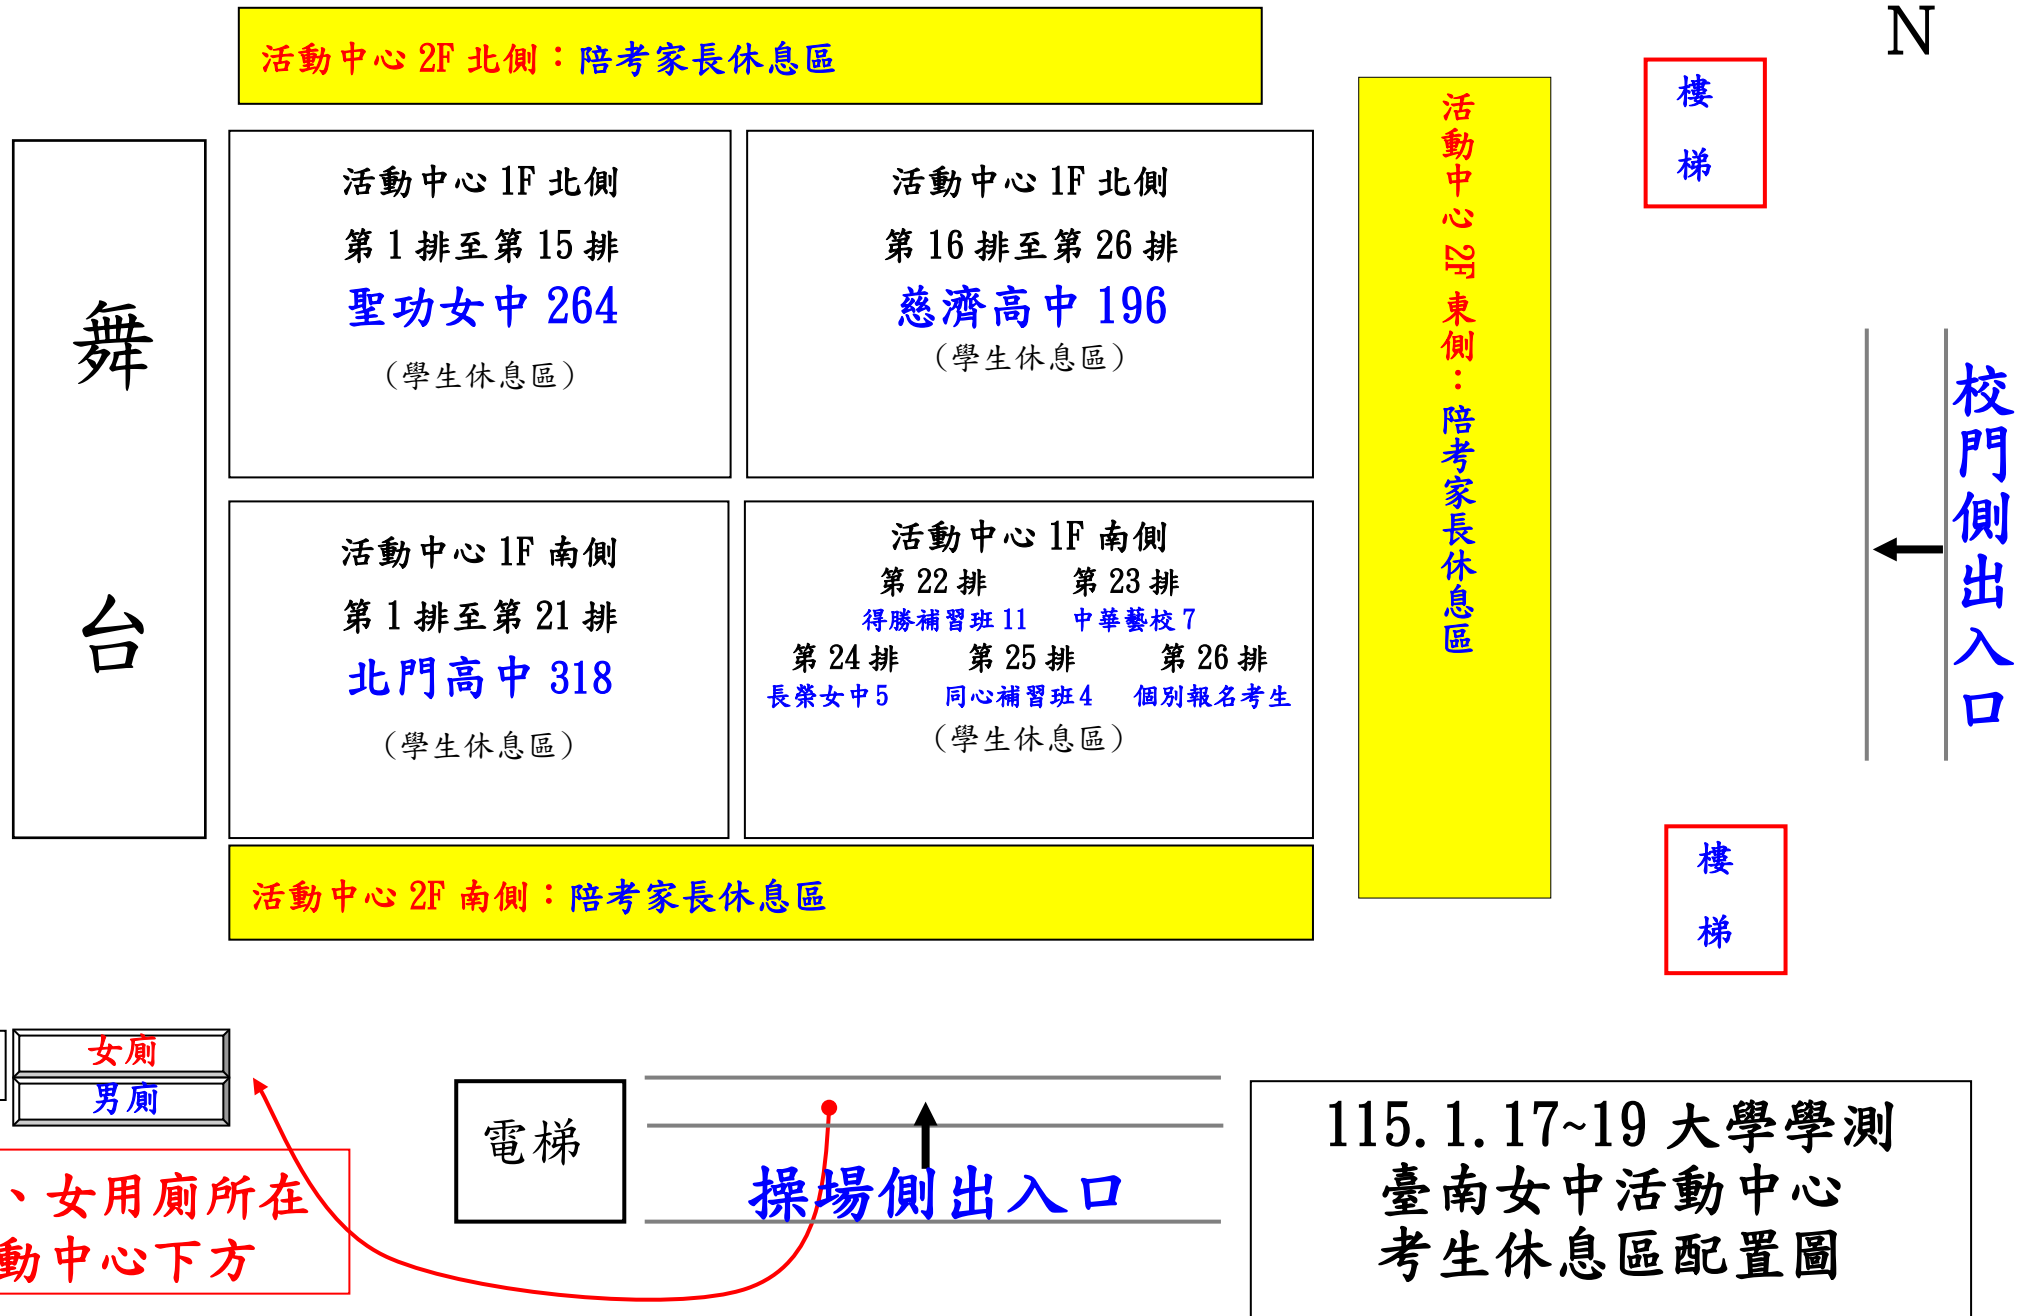 N
活動中心 2F 北側：陪考家長休息區
樓
梯
舞
台
活動中心 1F 北側
第 1 排至第 15 排
聖功女中 264
（學生休息區）
活動中心 1F 北側
第 16 排至第 26 排
慈濟高中 196
（學生休息區）
活動中心 2F 東側：陪考家長休息區
校門側出入口
活動中心 1F 南側
第 1 排至第 21 排
北門高中 318
（學生休息區）
活動中心 1F 南側
第 22 排 第 23 排
得勝補習班 11 中華藝校 7
第 24 排 第 25 排 第 26 排
長榮女中 5 同心補習班 4 個別報名考生
（學生休息區）
活動中心 2F 南側：陪考家長休息區
樓
梯
女廁
男廁
、女用廁所在
動中心下方
電梯
操場側出入口
115.1.17~19 大學學測
臺南女中活動中心
考生休息區配置圖